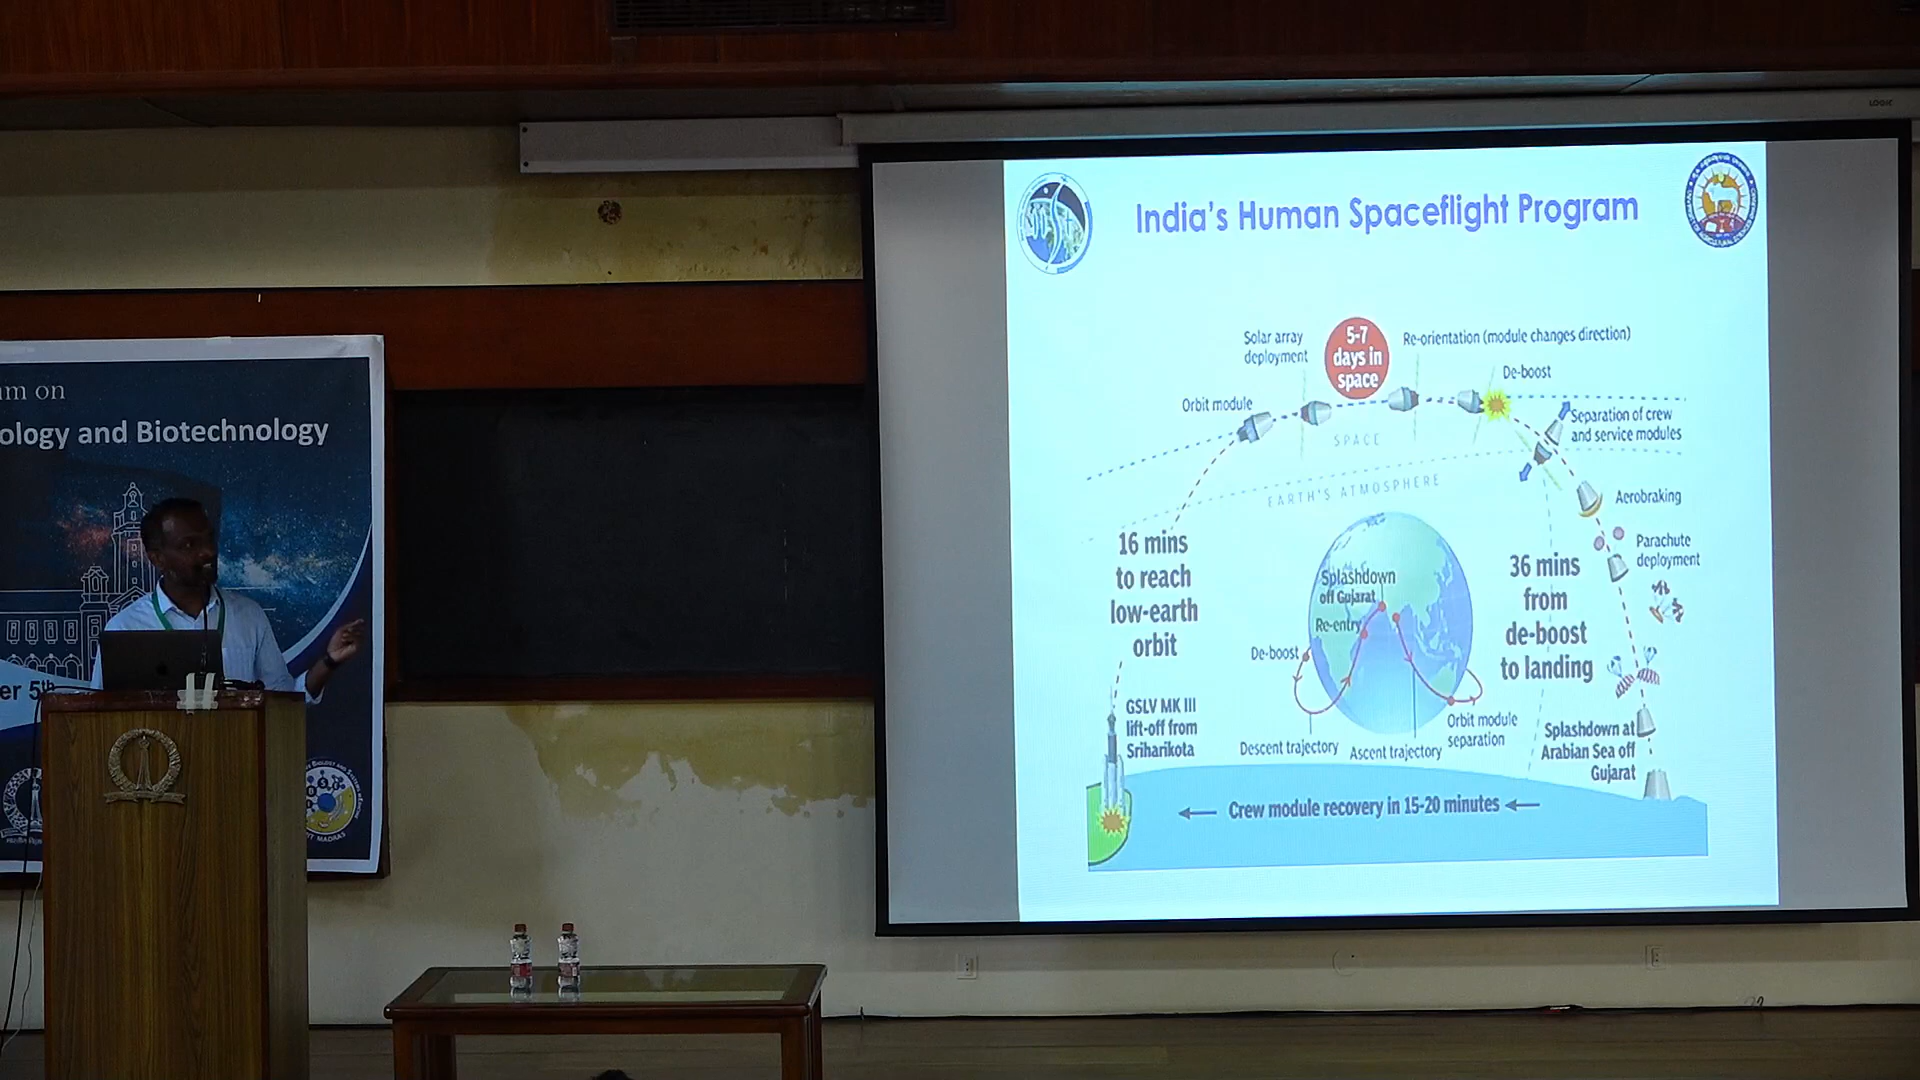 LOGIC
India's Human Spaceflight Program
Solar array
deployment
5-7
days in
space
Re-orientation (module changes direction)
De-boost
Orbit module
Separation of crew
and service modules
SPACE
EARTH'S ATMOSPHERE
Aerobraking
Parachute
deployment
16 mins
to reach
low-earth
orbit
36 mins
from
de-boost
to landing
Splashdown
off Gujarat
Re-entry
De-boost
Orbit module
separation
Descent trajectory
Ascent trajectory
GSLV MK III
lift-off from
Sriharikota
Splashdown at
Arabian Sea off
Gujarat
Crew module recovery in 15-20 minutes
um on
ology and Biotechnology
er 5th